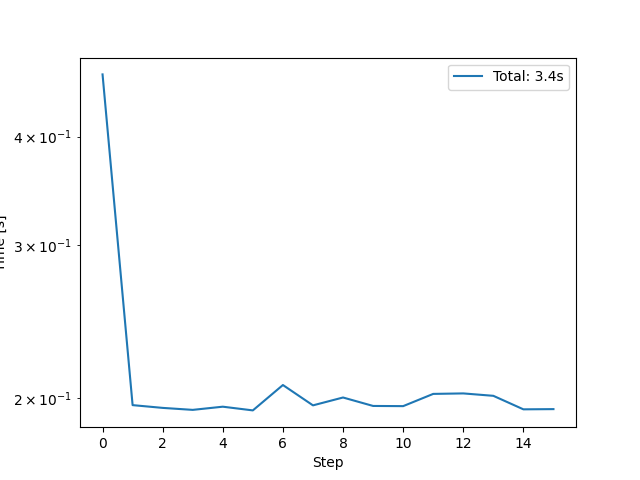 Total: 3.4s
4 × 10⁻¹
3 × 10⁻¹
2 × 10⁻¹
Time [s]
0 2 4 6 8 10 12 14
Step